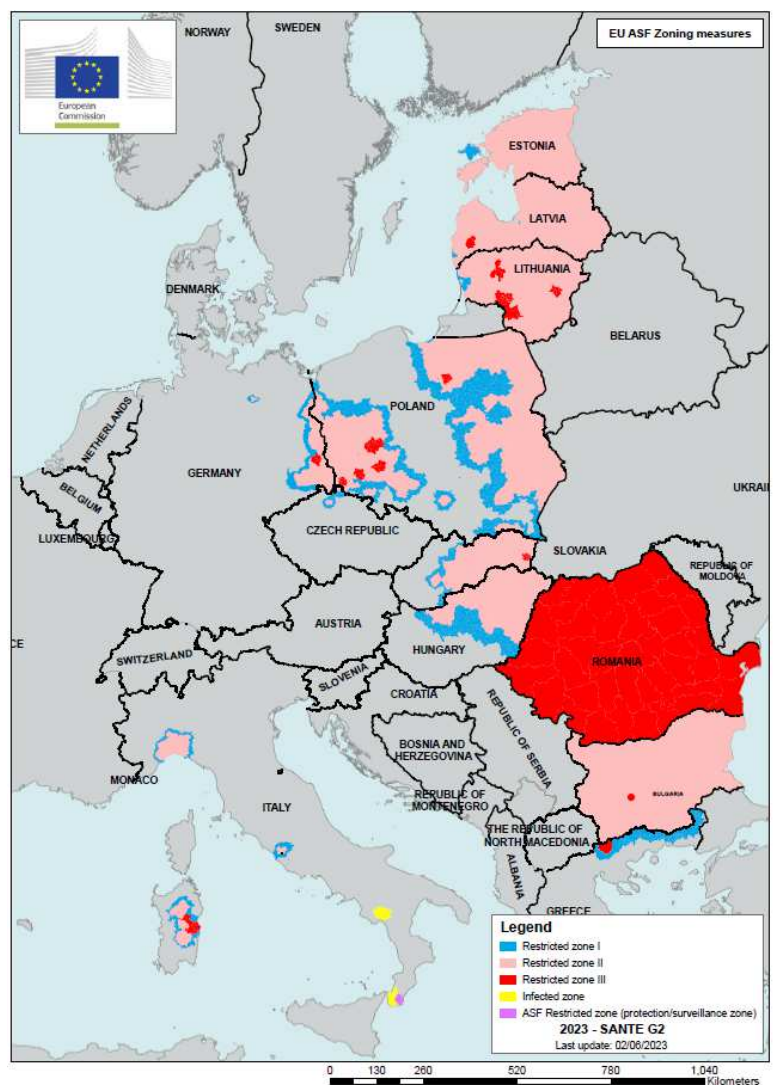 NORWAY
SWEDEN
EU ASF Zoning measures
European
Commission
ESTONIA
LATVIA
LITHUANIA
DENMARK
BELARUS
NETHERLANDS
POLAND
GERMANY
BELGIUM
UKRAI
LUXEMBOURG
CZECH REPUBLIC
SLOVAKIA
REPUBLIC OF
MOLDOVA
AUSTRIA
CE
SWITZERLAND
HUNGARY
ROMANIA
SLOVENIA
CROATIA
REPUBLIC OF SERBIA
BOSNIA AND
HERZEGOVINA
MONACO
BULGARIA
ITALY
REPUBLIC OF
MONTENEGRO
THE REPUBLIC OF
NORTH MACEDONIA
ALBANIA
GREECE
Legend
Restricted zone I
Restricted zone II
Restricted zone III
Infected zone
ASF Restricted zone (protection/surveillance zone)
2023 - SANTE G2
Last update: 02/06/2023
0 130 260 520 780 1,040
Kilometers